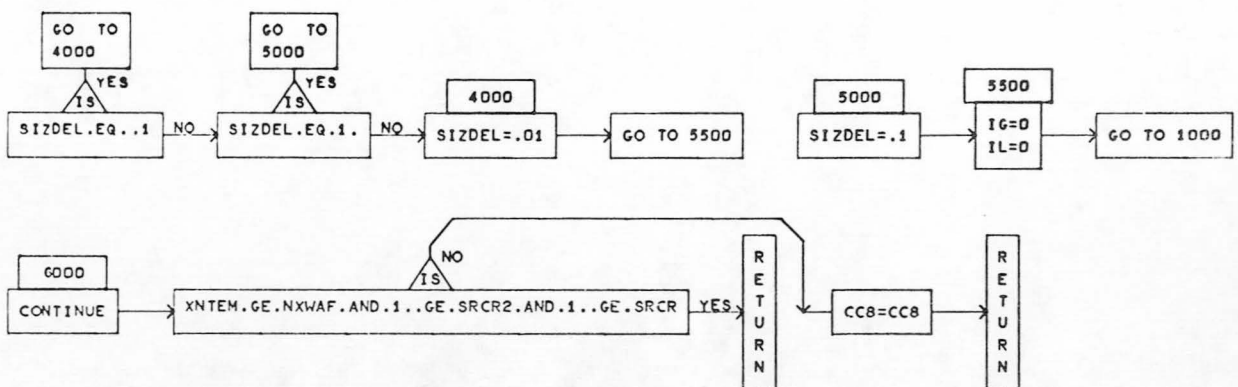 GO TO
4000
GO TO
5000
YES
IS
YES
IS
4000
5000
5500
SIZDEL.EQ..1
NO
SIZDEL.EQ.1.
NO
SIZDEL=.01
GO TO 5500
SIZDEL=.1
IG=0
IL=0
GO TO 1000
6000
NO
IS
CONTINUE
XNTEM.GE.NXWAF.AND.1..GE.SRCR2.AND.1..GE.SRCR
YES
RETURN
CC8=CC8
RETURN